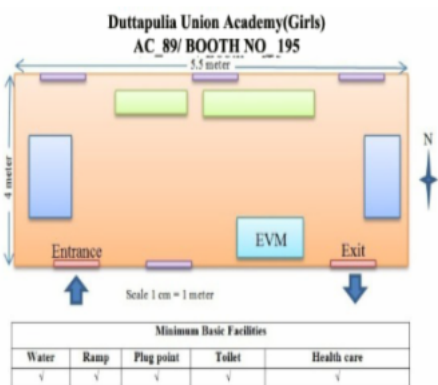 Duttapulia Union Academy(Girls)
AC_89/ BOOTH NO_195
5.5 meter
4 meter
N
EVM
Entrance
Exit
Scale 1 cm = 1 meter
Minimum Basic Facilities
Water Ramp Plug point Toilet Health care
√ √ √ √ √